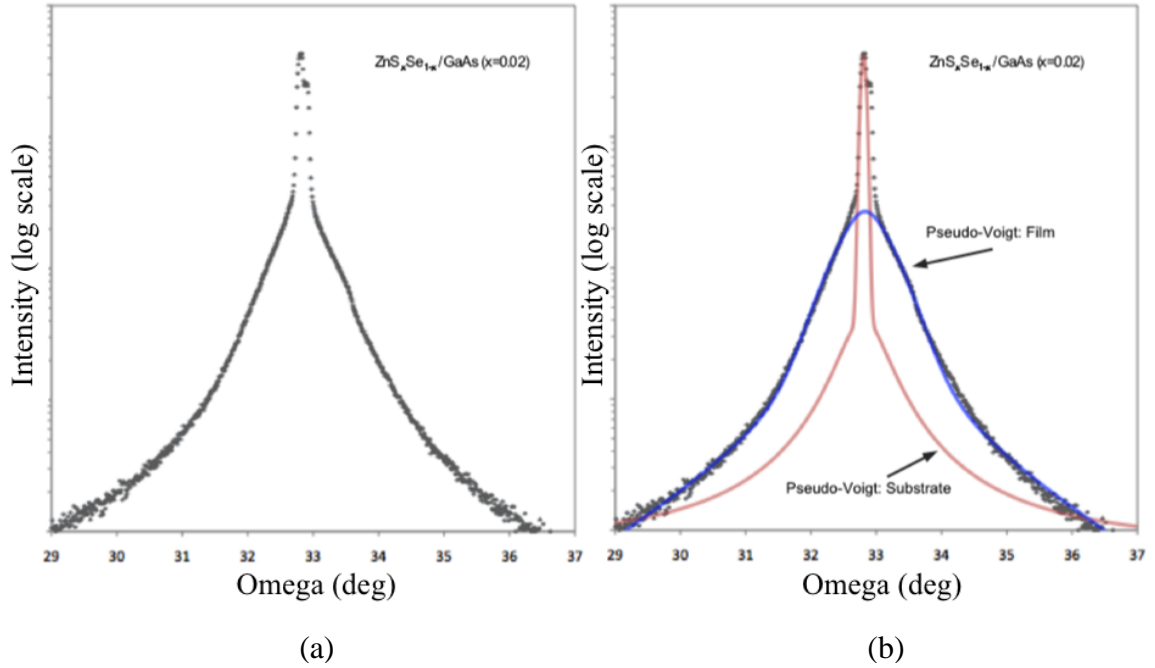 ZnSₓSe₁₋ₓ/GaAs (x=0.02)
Intensity (log scale)
29 30 31 32 33 34 35 36 37
Omega (deg)
(a)
ZnSₓSe₁₋ₓ/GaAs (x=0.02)
Intensity (log scale)
Pseudo-Voigt: Film
Pseudo-Voigt: Substrate
29 30 31 32 33 34 35 36 37
Omega (deg)
(b)